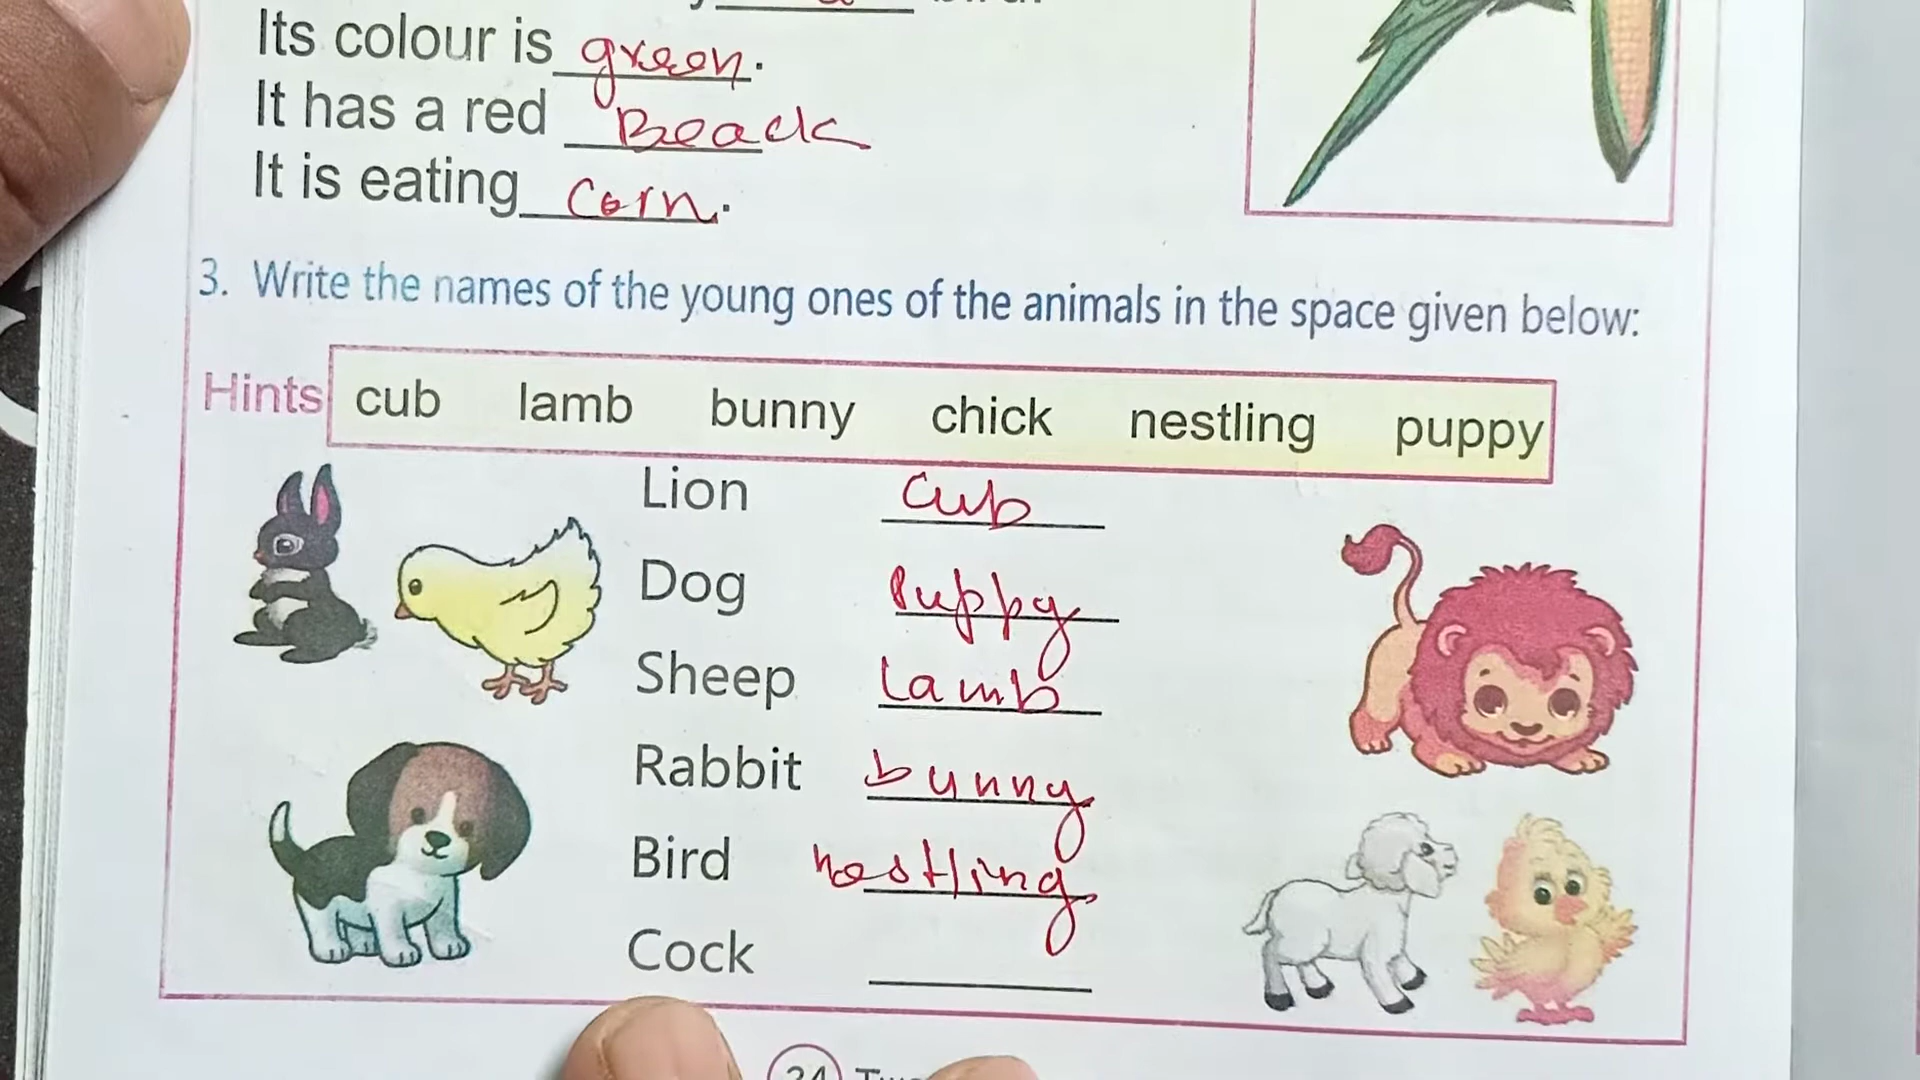 Its colour is green.
It has a red Beack
It is eating corn.
3. Write the names of the young ones of the animals in the space given below:
Hints cub lamb bunny chick nestling puppy
Lion cub
Dog Puppy
Sheep Lamb
Rabbit bunny
Bird nestling
Cock
24